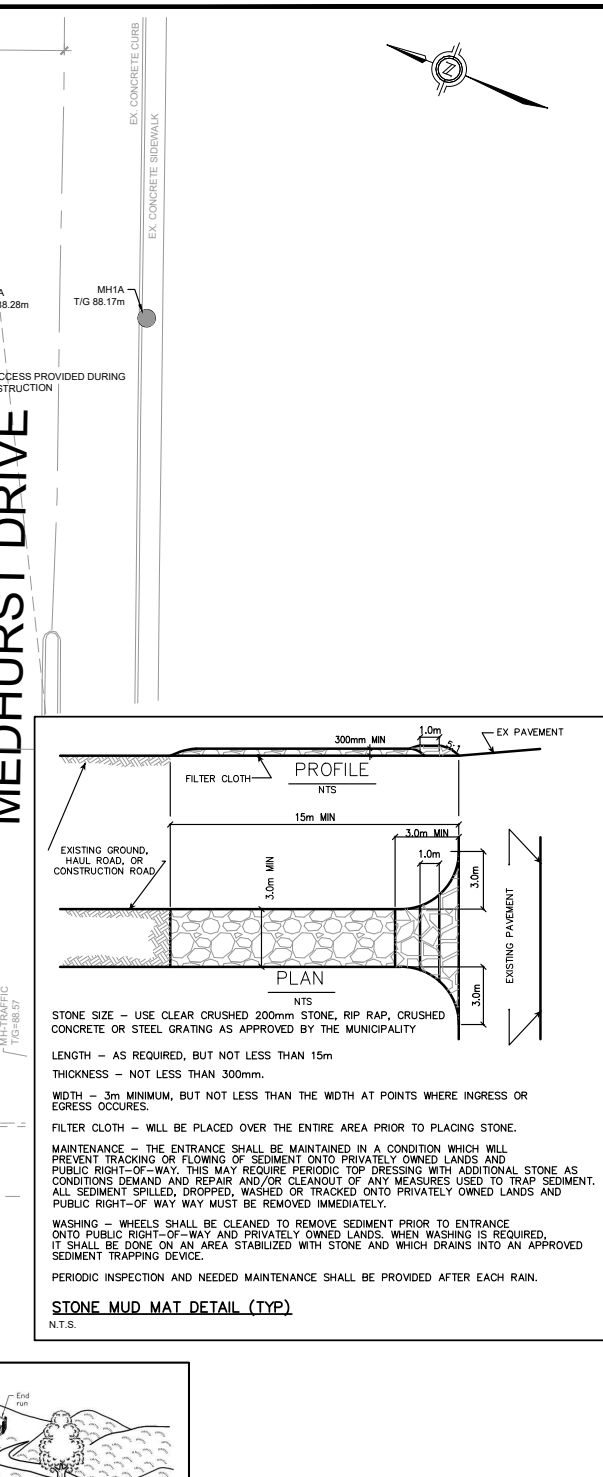 EX. CONCRETE CURB
EX. CONCRETE SIDEWALK
Z
A
38.28m
MH1A
T/G 88.17m
CCESS PROVIDED DURING
STRUCTION
MEDHURST DRIVE
MH-TRAFFIC
T/G=88.57
300mm MIN
1.0m
5:1
EX PAVEMENT
FILTER CLOTH
PROFILE
NTS
15m MIN
3.0m MIN
1.0m
EXISTING GROUND,
HAUL ROAD, OR
CONSTRUCTION ROAD
3.0m MIN
3.0m
EXISTING PAVEMENT
3.0m
PLAN
NTS
STONE SIZE – USE CLEAR CRUSHED 200mm STONE, RIP RAP, CRUSHED
CONCRETE OR STEEL GRATING AS APPROVED BY THE MUNICIPALITY
LENGTH – AS REQUIRED, BUT NOT LESS THAN 15m
THICKNESS – NOT LESS THAN 300mm.
WIDTH – 3m MINIMUM, BUT NOT LESS THAN THE WIDTH AT POINTS WHERE INGRESS OR
EGRESS OCCURES.
FILTER CLOTH – WILL BE PLACED OVER THE ENTIRE AREA PRIOR TO PLACING STONE.
MAINTENANCE – THE ENTRANCE SHALL BE MAINTAINED IN A CONDITION WHICH WILL
PREVENT TRACKING OR FLOWING OF SEDIMENT ONTO PRIVATELY OWNED LANDS AND
PUBLIC RIGHT–OF–WAY. THIS MAY REQUIRE PERIODIC TOP DRESSING WITH ADDITIONAL STONE AS
CONDITIONS DEMAND AND REPAIR AND/OR CLEANOUT OF ANY MEASURES USED TO TRAP SEDIMENT.
ALL SEDIMENT SPILLED, DROPPED, WASHED OR TRACKED ONTO PRIVATELY OWNED LANDS AND
PUBLIC RIGHT–OF WAY WAY MUST BE REMOVED IMMEDIATELY.
WASHING – WHEELS SHALL BE CLEANED TO REMOVE SEDIMENT PRIOR TO ENTRANCE
ONTO PUBLIC RIGHT–OF–WAY AND PRIVATELY OWNED LANDS. WHEN WASHING IS REQUIRED,
IT SHALL BE DONE ON AN AREA STABILIZED WITH STONE AND WHICH DRAINS INTO AN APPROVED
SEDIMENT TRAPPING DEVICE.
PERIODIC INSPECTION AND NEEDED MAINTENANCE SHALL BE PROVIDED AFTER EACH RAIN.
STONE MUD MAT DETAIL (TYP)
N.T.S.
End
run